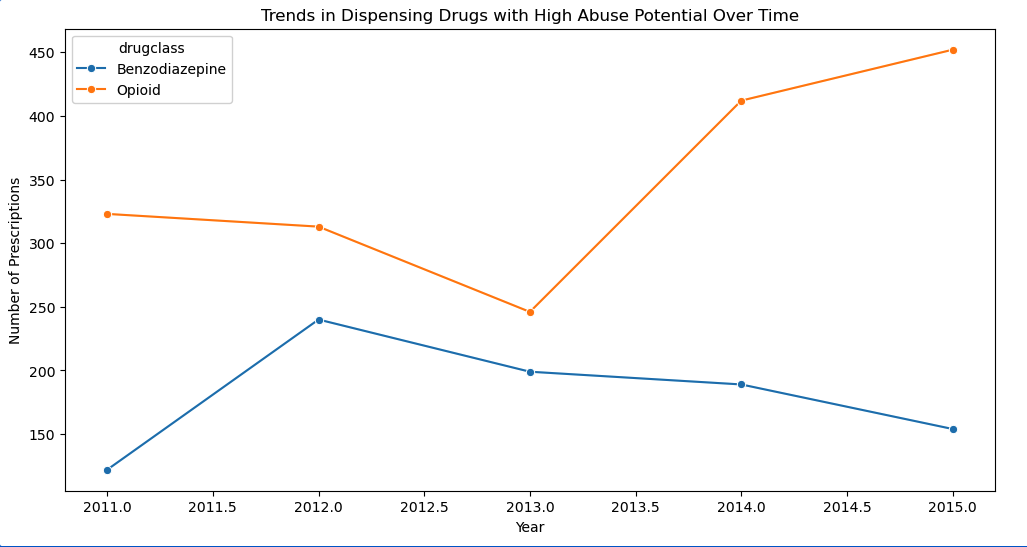 Trends in Dispensing Drugs with High Abuse Potential Over Time
drugclass
Benzodiazepine
Opioid
Number of Prescriptions
450
400
350
300
250
200
150
2011.0 2011.5 2012.0 2012.5 2013.0 2013.5 2014.0 2014.5 2015.0
Year